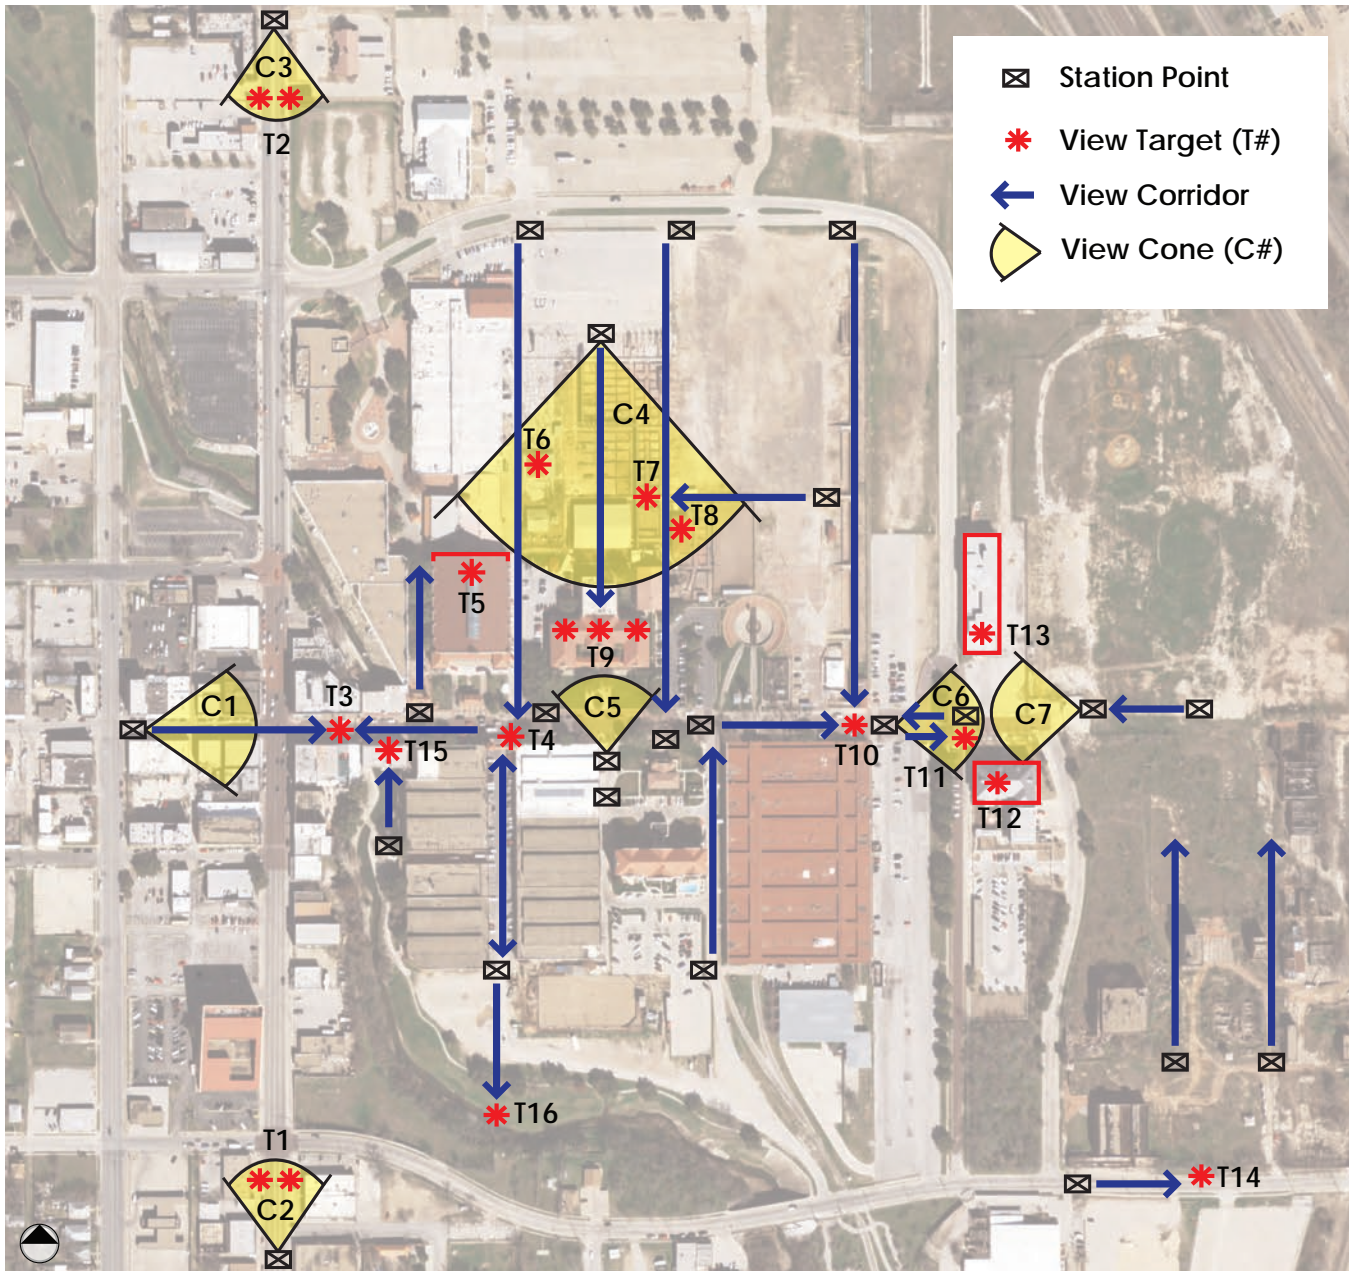 C3
T2
Station Point
View Target (T#)
View Corridor
View Cone (C#)
C4
T6
T7
T8
T5
T9
T13
C1
T3
C5
C6
C7
T4
T15
T10
T11
T12
T16
T1
C2
T14